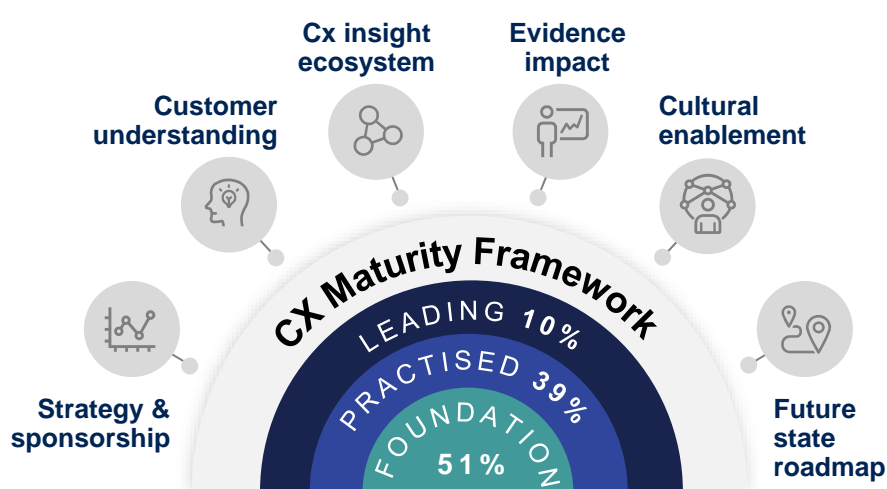 Cx insight
ecosystem
Evidence
impact
Customer
understanding
Cultural
enablement
CX Maturity Framework
LEADING 10%
PRACTISED 39%
FOUNDATION
51%
Strategy &
sponsorship
Future
state
roadmap